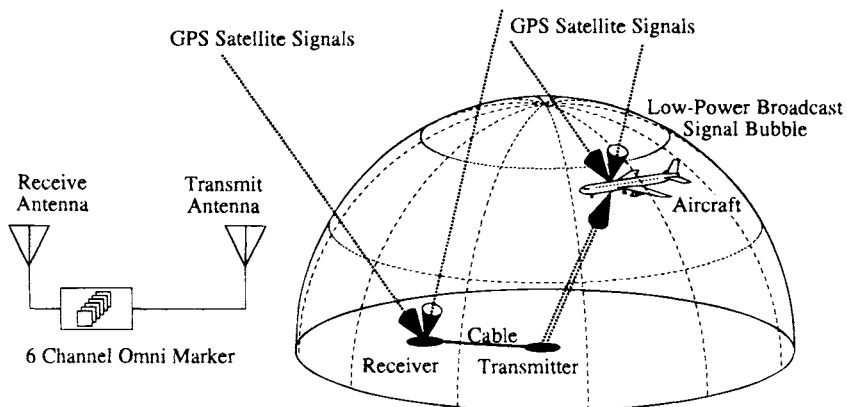 GPS Satellite Signals
GPS Satellite Signals
Low-Power Broadcast
Signal Bubble
Receive
Antenna
Transmit
Antenna
Aircraft
6 Channel Omni Marker
Cable
Receiver
Transmitter